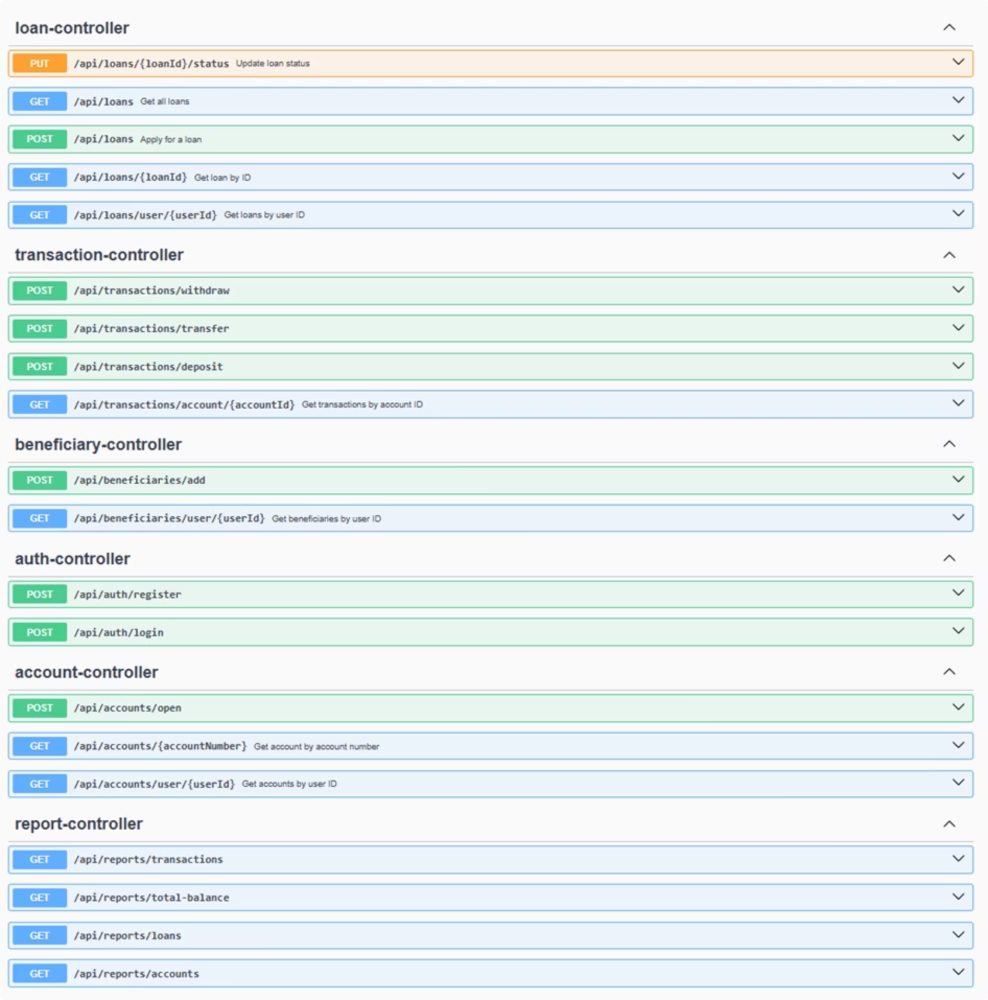 loan-controller
PUT /api/loans/{loanId}/status Update loan status
GET /api/loans Get all loans
POST /api/loans Apply for a loan
GET /api/loans/{loanId} Get loan by ID
GET /api/loans/user/{userId} Get loans by user ID
transaction-controller
POST /api/transactions/withdraw
POST /api/transactions/transfer
POST /api/transactions/deposit
GET /api/transactions/account/{accountId} Get transactions by account ID
beneficiary-controller
POST /api/beneficiaries/add
GET /api/beneficiaries/user/{userId} Get beneficiaries by user ID
auth-controller
POST /api/auth/register
POST /api/auth/login
account-controller
POST /api/accounts/open
GET /api/accounts/{accountNumber} Get account by account number
GET /api/accounts/user/{userId} Get accounts by user ID
report-controller
GET /api/reports/transactions
GET /api/reports/total-balance
GET /api/reports/loans
GET /api/reports/accounts